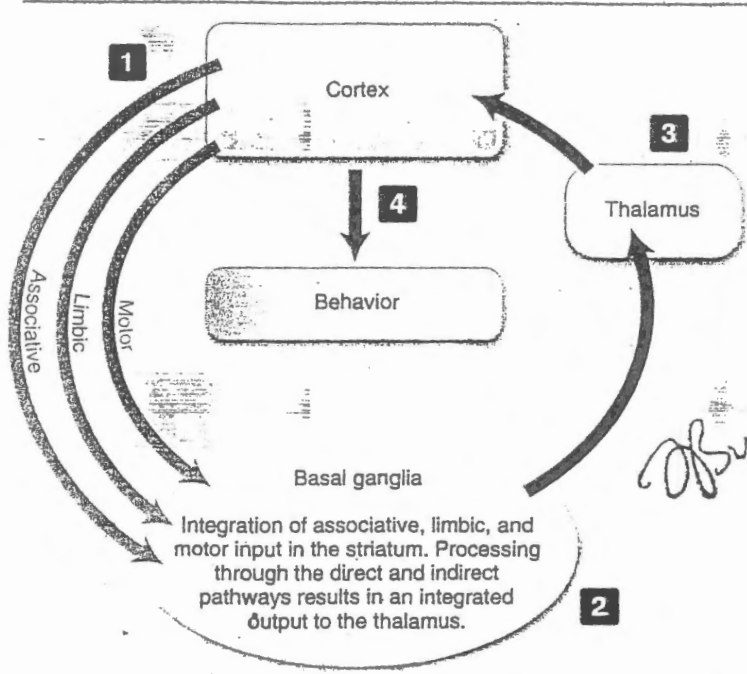 1
Cortex
3
Thalamus
4
Behavior
Associative
Limbic
Motor
Basal ganglia
Integration of associative, limbic, and
motor input in the striatum. Processing
through the direct and indirect
pathways results in an integrated
output to the thalamus.
2